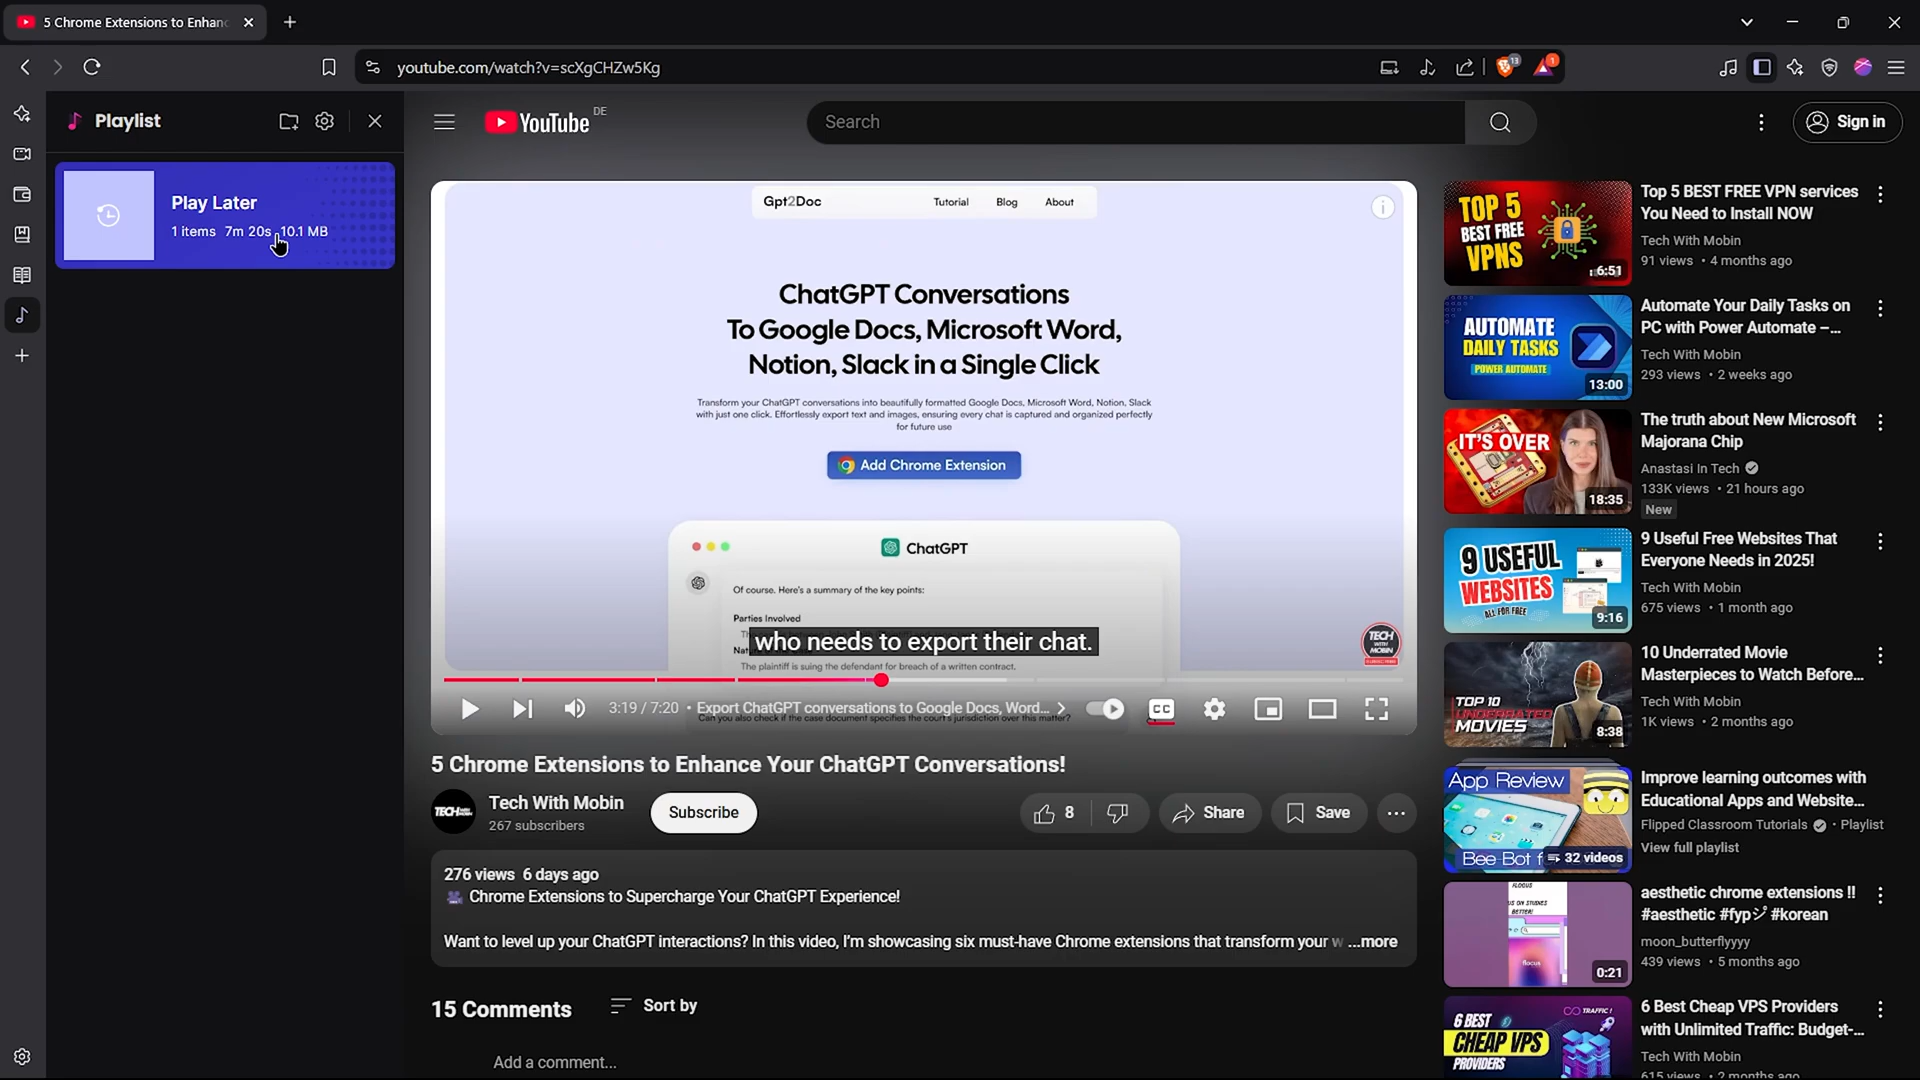 5 Chrome Extensions to Enhanc
youtube.com/watch?v=scXgCHZw5Kg
13
1
Playlist
Play Later
1 items 7m 20s 10.1 MB
YouTube DE
Search
Sign in
Gpt2Doc
Tutorial
Blog
About
ChatGPT Conversations
To Google Docs, Microsoft Word,
Notion, Slack in a Single Click
Transform your ChatGPT conversations into beautifully formatted Google Docs, Microsoft Word, Notion, Slack
with just one click. Effortlessly export text and images, ensuring every chat is captured and organized perfectly
for future use
Add Chrome Extension
ChatGPT
Of course. Here's a summary of the key points:
Parties Involved
who needs to export their chat.
The plaintiff is suing the defendant for breach of a written contract.
TECH
WITH
MOBIN
3:19 / 7:20 • Export ChatGPT conversations to Google Docs, Word...
CC
Can you also check if the case document specifies the court's jurisdiction over this matter?
5 Chrome Extensions to Enhance Your ChatGPT Conversations!
Tech With Mobin
267 subscribers
Subscribe
8
Share
Save
276 views 6 days ago
Chrome Extensions to Supercharge Your ChatGPT Experience!
Want to level up your ChatGPT interactions? In this video, I'm showcasing six must-have Chrome extensions that transform your w ...more
15 Comments
Sort by
Add a comment...
TOP 5
BEST FREE
VPNS
6:51
Top 5 BEST FREE VPN services
You Need to Install NOW
Tech With Mobin
91 views • 4 months ago
AUTOMATE
DAILY TASKS
POWER AUTOMATE
13:00
Automate Your Daily Tasks on
PC with Power Automate –...
Tech With Mobin
293 views • 2 weeks ago
IT'S OVER
18:35
The truth about New Microsoft
Majorana Chip
Anastasi In Tech
133K views • 21 hours ago
New
9 USEFUL
WEBSITES
ALL FOR FREE
9:16
9 Useful Free Websites That
Everyone Needs in 2025!
Tech With Mobin
675 views • 1 month ago
TOP 10
UNDERRATED
MOVIES
8:38
10 Underrated Movie
Masterpieces to Watch Before...
Tech With Mobin
1K views • 2 months ago
App Review
Bee-Bot f
32 videos
Improve learning outcomes with
Educational Apps and Website...
Flipped Classroom Tutorials • Playlist
View full playlist
FLOCUS
US ON STUDIES
BETTER!
flocus
0:21
aesthetic chrome extensions !!
#aesthetic #fypシ #korean
moon_butterflyyyy
439 views • 5 months ago
6 BEST
CHEAP VPS
PROVIDERS
TRAFFIC !
6 Best Cheap VPS Providers
with Unlimited Traffic: Budget-...
Tech With Mobin
615 views • 2 months ago